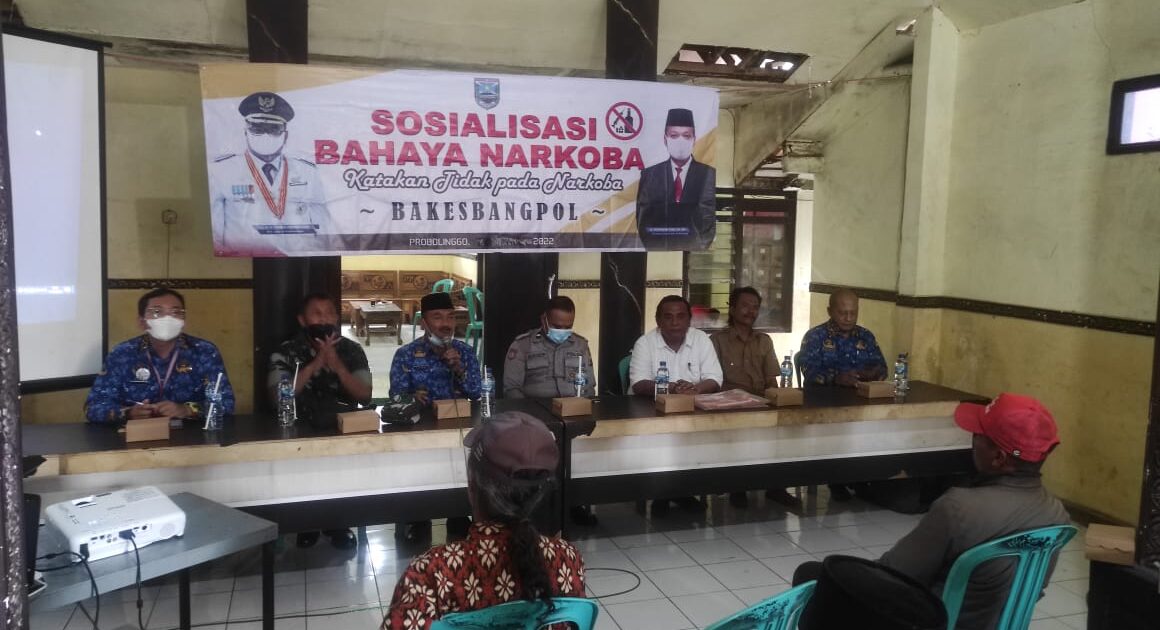 SOSIALISASI
BAHAYA NARKOBA
Katakan Tidak pada Narkoba
~ BAKESBANGPOL ~
PROBOLINGGO, 2022